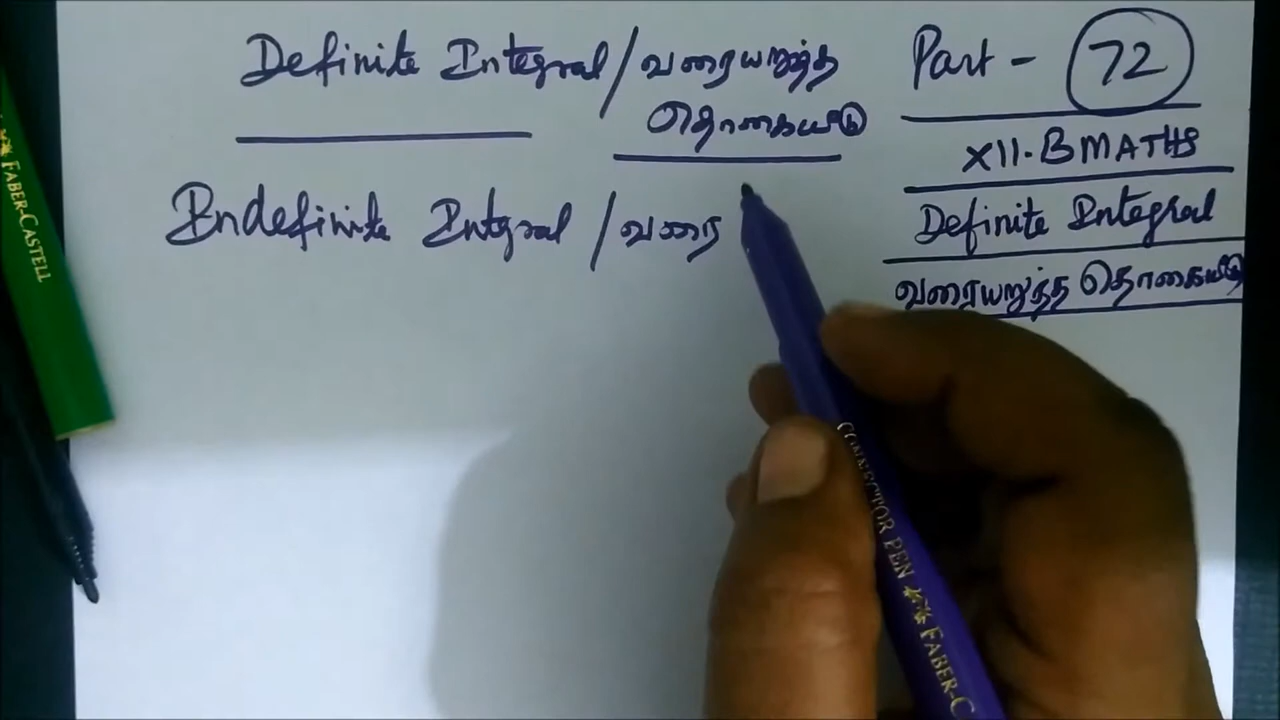 Definite Integral / வரையறுத்த
தொகையீடு
Indefinite Integral / வரை
Part - 72
XII. BMATHS
Definite Integral
வரையறுத்த தொகையீடு
FABER-CASTELL
CONNECTOR PEN FABER-C